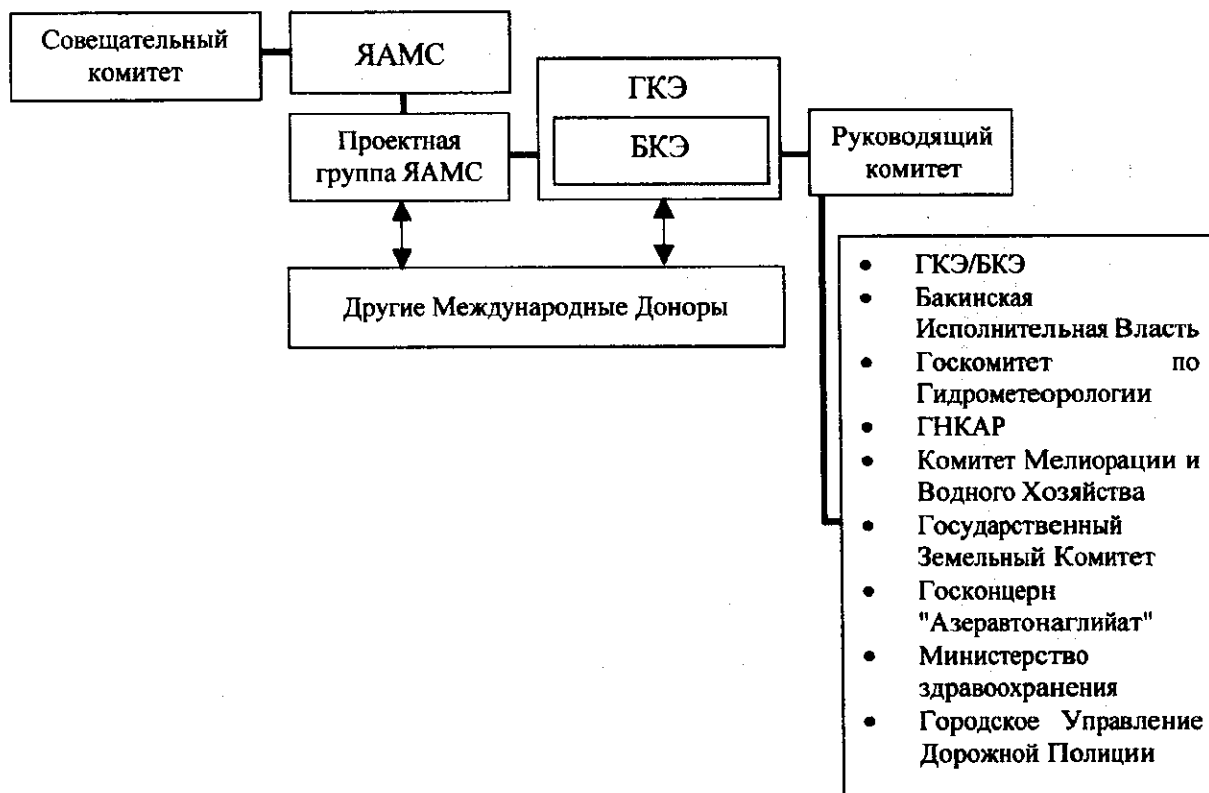 Совещательный
комитет
ЯАМС
ГКЭ
БКЭ
Проектная
группа ЯАМС
Руководящий
комитет
Другие Международные Доноры
• ГКЭ/БКЭ
• Бакинская
Исполнительная Власть
• Госкомитет по
Гидрометеорологии
• ГНКАР
• Комитет Мелиорации и
Водного Хозяйства
• Государственный
Земельный Комитет
• Госконцерн
"Азеравтонаглийат"
• Министерство
здравоохранения
• Городское Управление
Дорожной Полиции